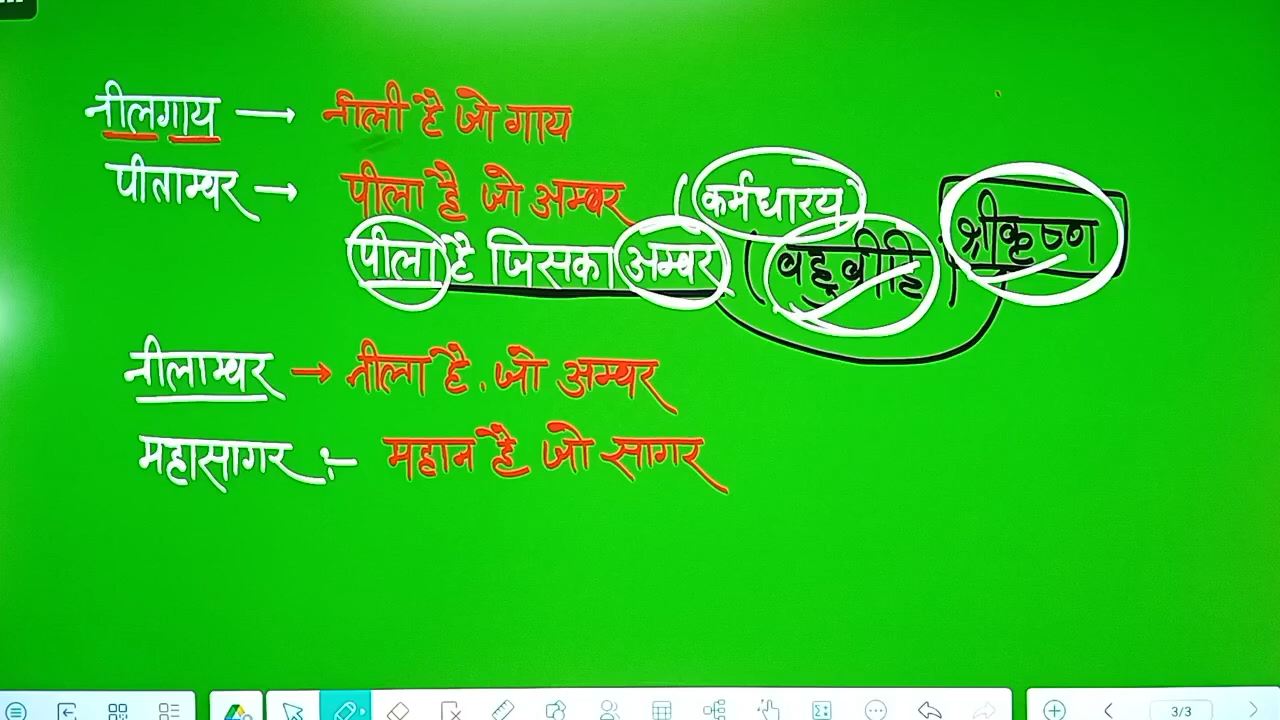 नीलगाय → नीली है जो गाय
पीताम्बर → पीला है जो अम्बर (कर्मधारय)
पीला है जिसका अम्बर (बहुव्रीहि) श्रीकृष्ण
नीलाम्बर → नीला है. जो अम्बर
महासागर :- महान है जो सागर
3/3